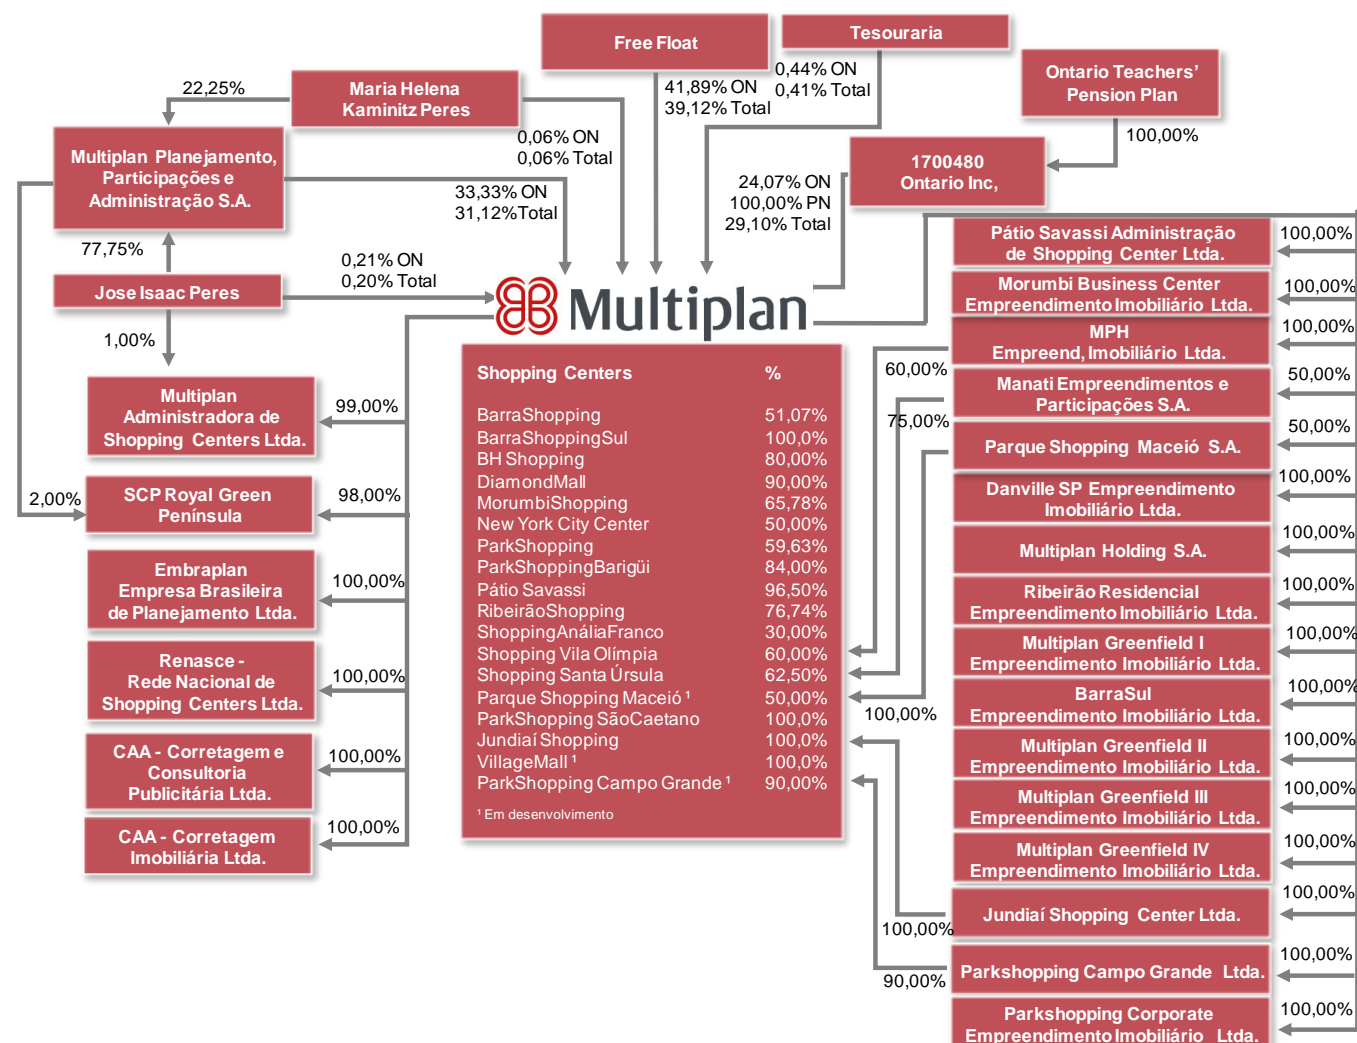 Free Float
Tesouraria
Maria Helena
Kaminitz Peres
Ontario Teachers’
Pension Plan
22,25%
41,89% ON
39,12% Total
0,44% ON
0,41% Total
100,00%
0,06% ON
0,06% Total
Multiplan Planejamento,
Participações e
Administração S.A.
1700480
Ontario Inc,
33,33% ON
31,12%Total
24,07% ON
100,00% PN
29,10% Total
77,75%
0,21% ON
0,20% Total
Jose Isaac Peres
1,00%
Multiplan
Multiplan
Administradora de
Shopping Centers Ltda.
99,00%
2,00%
SCP Royal Green
Península
98,00%
Embraplan
Empresa Brasileira
de Planejamento Ltda.
100,00%
Renasce -
Rede Nacional de
Shopping Centers Ltda.
100,00%
CAA - Corretagem e
Consultoria
Publicitária Ltda.
100,00%
CAA - Corretagem
Imobiliária Ltda.
100,00%
Shopping Centers %
BarraShopping 51,07%
BarraShoppingSul 100,0%
BH Shopping 80,00%
DiamondMall 90,00%
MorumbiShopping 65,78%
New York City Center 50,00%
ParkShopping 59,63%
ParkShoppingBarigüi 84,00%
Pátio Savassi 96,50%
RibeirãoShopping 76,74%
ShoppingAnáliaFranco 30,00%
Shopping Vila Olímpia 60,00%
Shopping Santa Úrsula 62,50%
Parque Shopping Maceió ¹ 50,00%
ParkShopping SãoCaetano 100,0%
Jundiaí Shopping 100,0%
VillageMall ¹ 100,0%
ParkShopping Campo Grande ¹ 90,00%
¹ Em desenvolvimento
60,00%
75,00%
100,00%
100,00%
90,00%
Pátio Savassi Administração
de Shopping Center Ltda.
100,00%
Morumbi Business Center
Empreendimento Imobiliário Ltda.
100,00%
MPH
Empreend, Imobiliário Ltda.
100,00%
Manati Empreendimentos e
Participações S.A.
50,00%
Parque Shopping Maceió S.A.
50,00%
Danville SP Empreendimento
Imobiliário Ltda.
100,00%
Multiplan Holding S.A.
100,00%
Ribeirão Residencial
Empreendimento Imobiliário Ltda.
100,00%
Multiplan Greenfield I
Empreendimento Imobiliário Ltda.
100,00%
BarraSul
Empreendimento Imobiliário Ltda.
100,00%
Multiplan Greenfield II
Empreendimento Imobiliário Ltda.
100,00%
Multiplan Greenfield III
Empreendimento Imobiliário Ltda.
100,00%
Multiplan Greenfield IV
Empreendimento Imobiliário Ltda.
100,00%
Jundiaí Shopping Center Ltda.
100,00%
Parkshopping Campo Grande Ltda.
100,00%
Parkshopping Corporate
Empreendimento Imobiliário Ltda.
100,00%